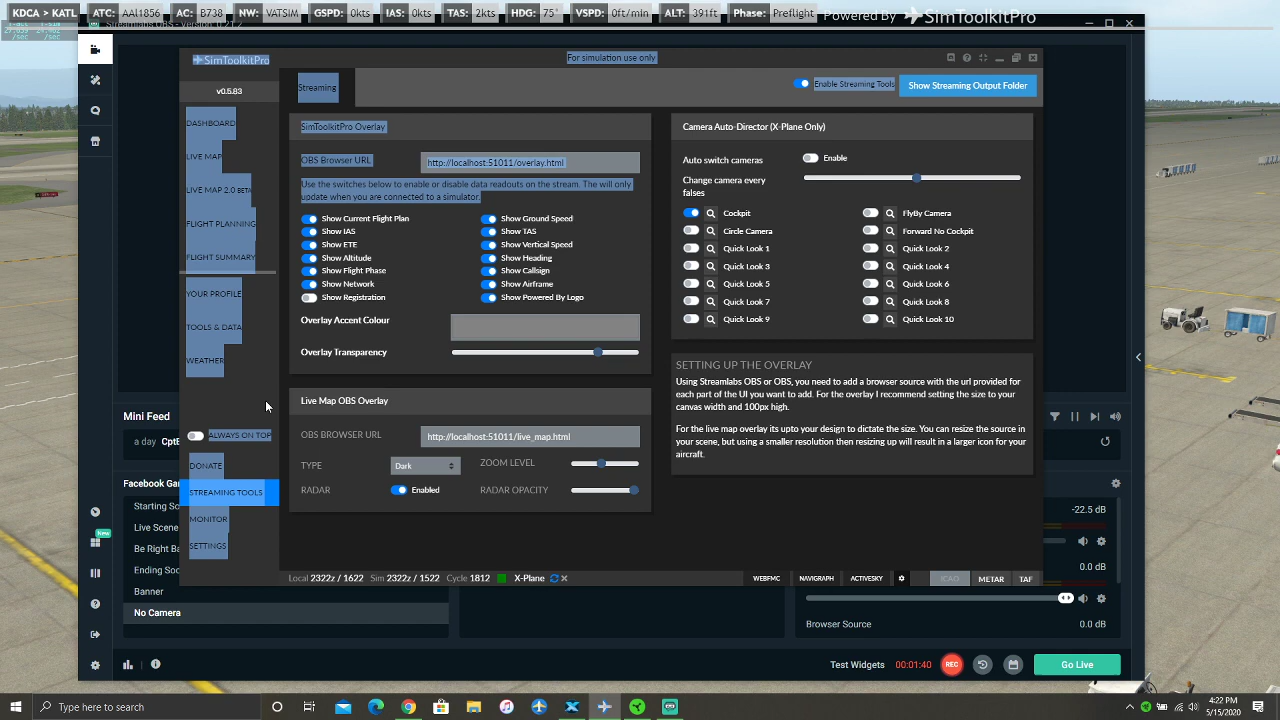 KDCA > KATL ATC: AAL1856 AC: B738 NW: VATSIM GSPD: 0kts IAS: 0kts TAS: 2kts HDG: 75° VSPD: 0ft/min ALT: 391ft Phase: Preflight Powered By SimToolkitPro
SimToolkitPro
For simulation use only
v0.5.83
Streaming
Enable Streaming Tools
Show Streaming Output Folder
DASHBOARD
LIVE MAP
LIVE MAP 2.0 BETA
FLIGHT PLANNING
FLIGHT SUMMARY
YOUR PROFILE
TOOLS & DATA
WEATHER
ALWAYS ON TOP
DONATE
STREAMING TOOLS
MONITOR
SETTINGS
SimToolkitPro Overlay
OBS Browser URL
http://localhost:51011/overlay.html
Use the switches below to enable or disable data readouts on the stream. The will only
update when you are connected to a simulator.
Show Current Flight Plan
Show Ground Speed
Show IAS
Show TAS
Show ETE
Show Vertical Speed
Show Altitude
Show Heading
Show Flight Phase
Show Callsign
Show Network
Show Airframe
Show Registration
Show Powered By Logo
Overlay Accent Colour
Overlay Transparency
Live Map OBS Overlay
OBS BROWSER URL
http://localhost:51011/live_map.html
TYPE
Dark
ZOOM LEVEL
RADAR
Enabled
RADAR OPACITY
Camera Auto-Director (X-Plane Only)
Auto switch cameras
Enable
Change camera every
falses
Cockpit
FlyBy Camera
Circle Camera
Forward No Cockpit
Quick Look 1
Quick Look 2
Quick Look 3
Quick Look 4
Quick Look 5
Quick Look 6
Quick Look 7
Quick Look 8
Quick Look 9
Quick Look 10
SETTING UP THE OVERLAY
Using Streamlabs OBS or OBS, you need to add a browser source with the url provided for
each part of the UI you want to add. For the overlay I recommend setting the size to your
canvas width and 100px high.
For the live map overlay its upto your design to dictate the size. You can resize the source in
your scene, but using a smaller resolution then resizing up will result in a larger icon for your
aircraft.
Local 2322z / 1622 Sim 2322z / 1522 Cycle 1812 X-Plane
WEBFMC NAVIGRAPH ACTIVESKY ICAO METAR TAF
New
Mini Feed
a day
Facebook
Starting
Live Scene
Be Right
Ending
Banner
No Camera
-22.5 dB
0.0 dB
Browser Source
0.0 dB
Test Widgets
00:01:40
REC
Go Live
Type here to search
4:22 PM
5/15/2020